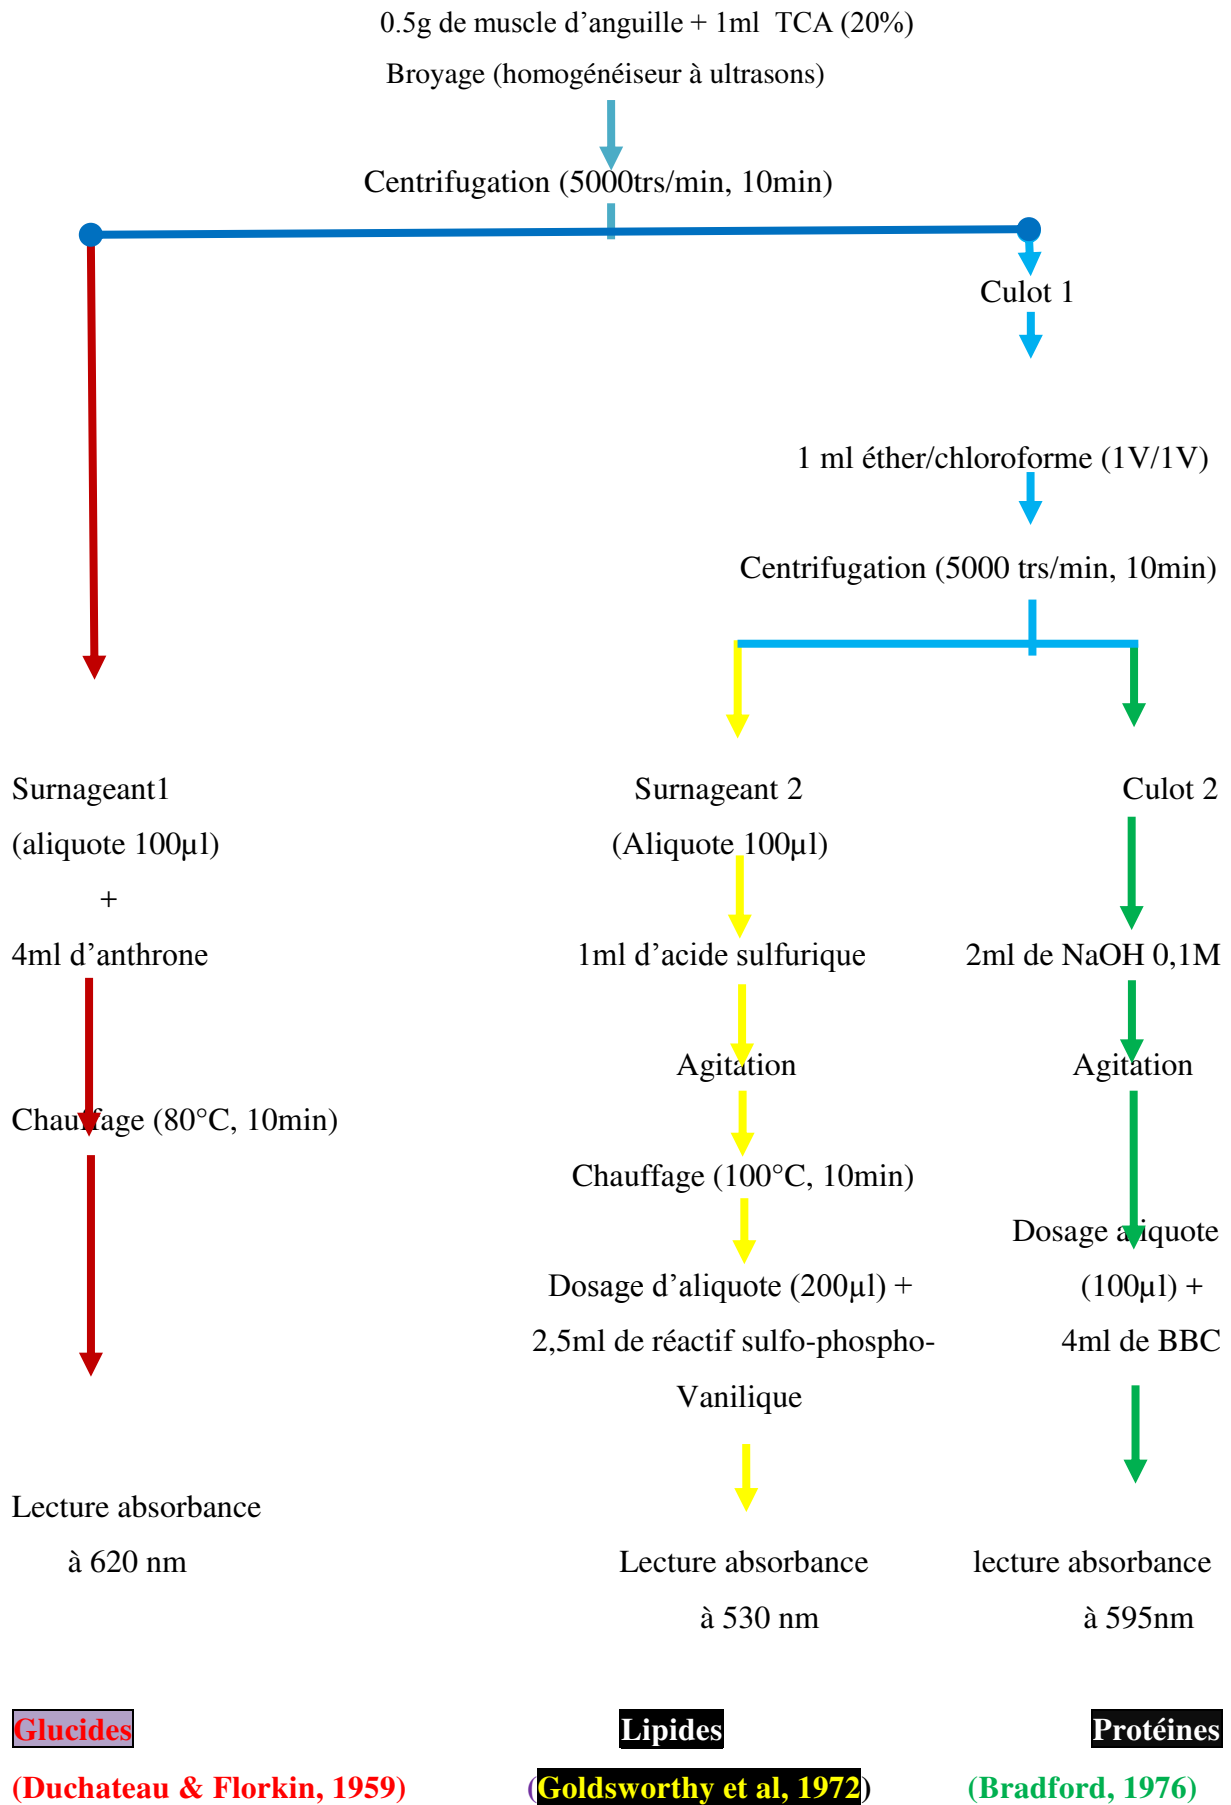 0.5g de muscle d’anguille + 1ml TCA (20%)
Broyage (homogénéiseur à ultrasons)
Centrifugation (5000trs/min, 10min)
Culot 1
1 ml éther/chloroforme (1V/1V)
Centrifugation (5000 trs/min, 10min)
Surnageant1
(aliquote 100µl)
+
4ml d’anthrone
Chauffage (80°C, 10min)
Lecture absorbance
à 620 nm
Glucides
(Duchateau & Florkin, 1959)
Surnageant 2
(Aliquote 100µl)
1ml d’acide sulfurique
Agitation
Chauffage (100°C, 10min)
Dosage d’aliquote (200µl) +
2,5ml de réactif sulfo-phospho-
Vanilique
Lecture absorbance
à 530 nm
Lipides
(Goldsworthy et al, 1972)
Culot 2
2ml de NaOH 0,1M
Agitation
Dosage aliquote
(100µl) +
4ml de BBC
lecture absorbance
à 595nm
Protéines
(Bradford, 1976)